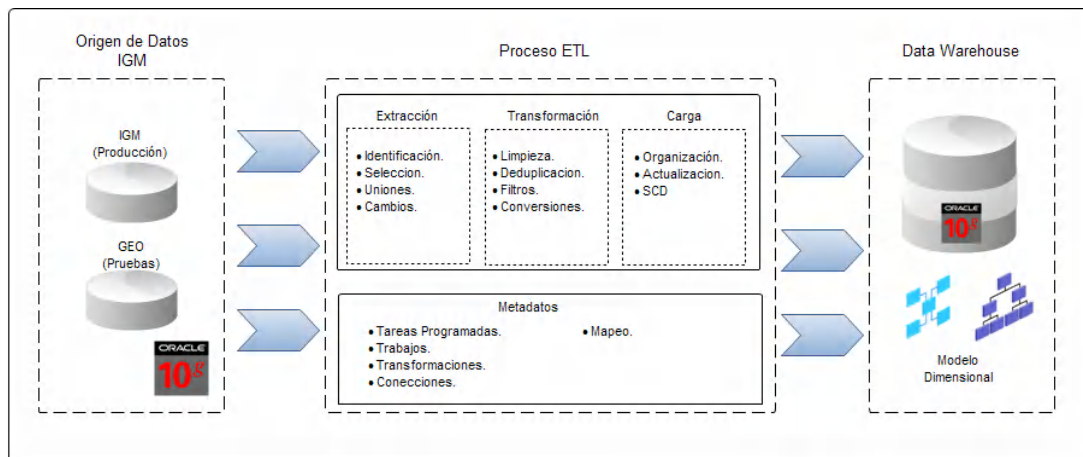 Origen de Datos
IGM
IGM
(Producción)
GEO
(Pruebas)
ORACLE
10g
Proceso ETL
Extracción
• Identificación.
• Seleccion.
• Uniones.
• Cambios.
Transformación
• Limpieza.
• Deduplicacion.
• Filtros.
• Conversiones.
Carga
• Organización.
• Actualizacion.
• SCD
Metadatos
• Tareas Programadas.
• Trabajos.
• Transformaciones.
• Conecciones.
• Mapeo.
Data Warehouse
ORACLE
10g
Modelo
Dimensional